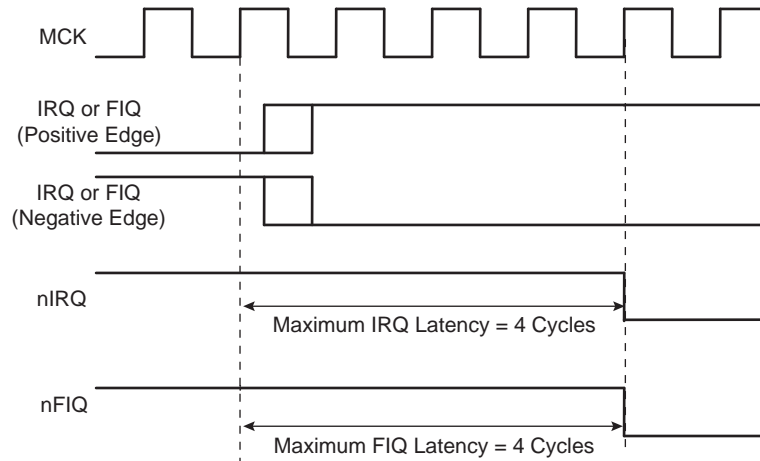 MCK
IRQ or FIQ
(Positive Edge)
IRQ or FIQ
(Negative Edge)
nIRQ
Maximum IRQ Latency = 4 Cycles
nFIQ
Maximum FIQ Latency = 4 Cycles